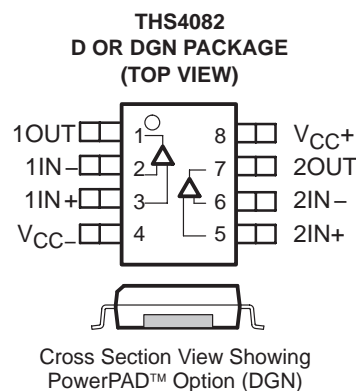 THS4082
D OR DGN PACKAGE
(TOP VIEW)
1OUT 1 8 VCC+
1IN− 2 7 2OUT
1IN+ 3 6 2IN−
VCC− 4 5 2IN+
Cross Section View Showing
PowerPAD™ Option (DGN)